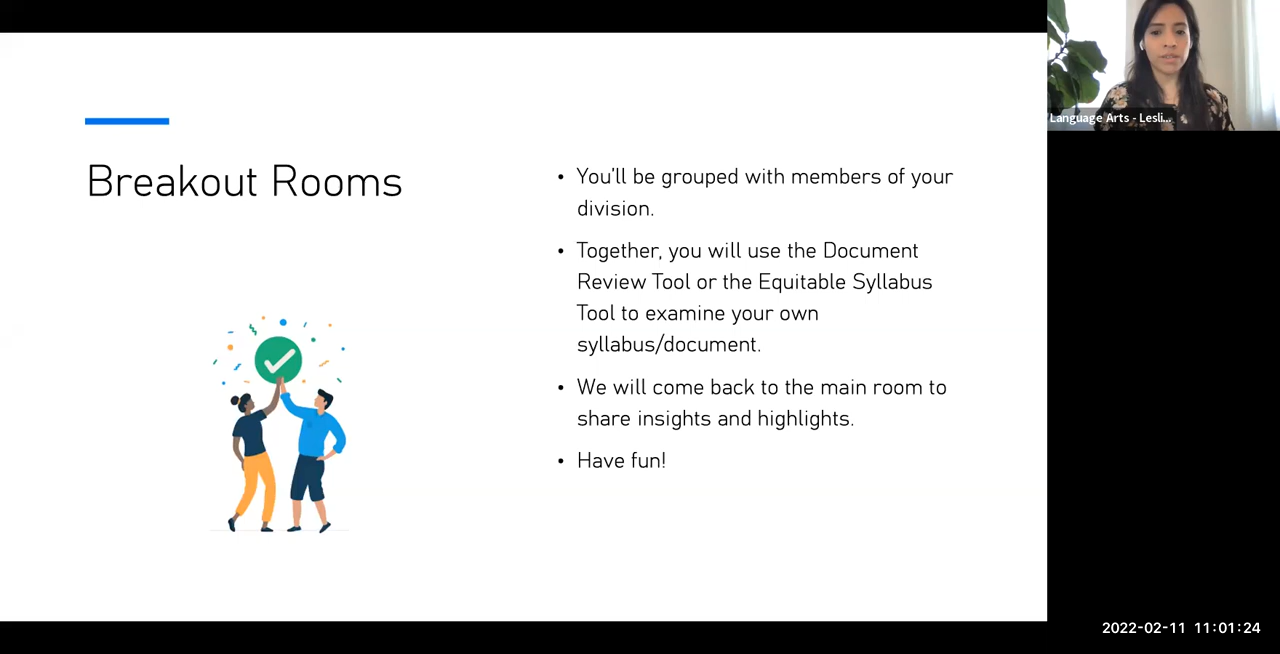 Breakout Rooms
• You'll be grouped with members of your
division.
• Together, you will use the Document
Review Tool or the Equitable Syllabus
Tool to examine your own
syllabus/document.
• We will come back to the main room to
share insights and highlights.
• Have fun!
Language Arts - Lesli...
2022-02-11 11:01:24